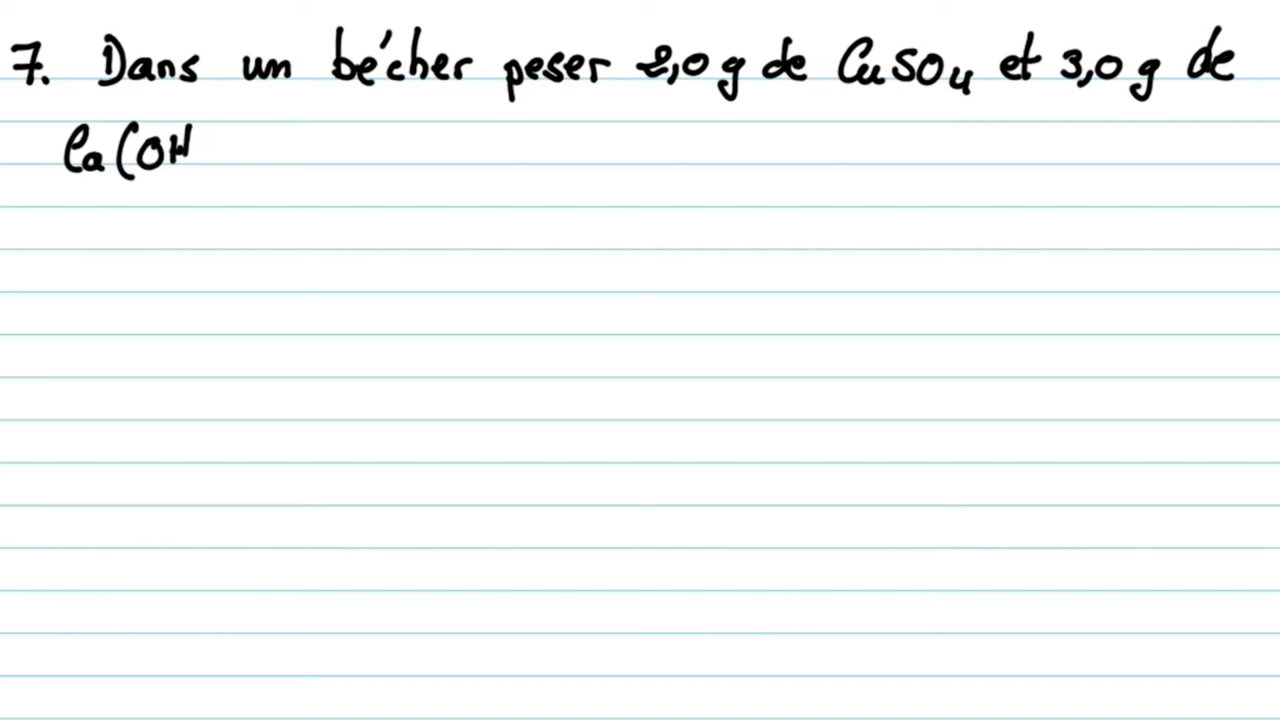 7. Dans un bécher peser 2,0 g de CuSO₄ et 3,0 g de
Ca(OH